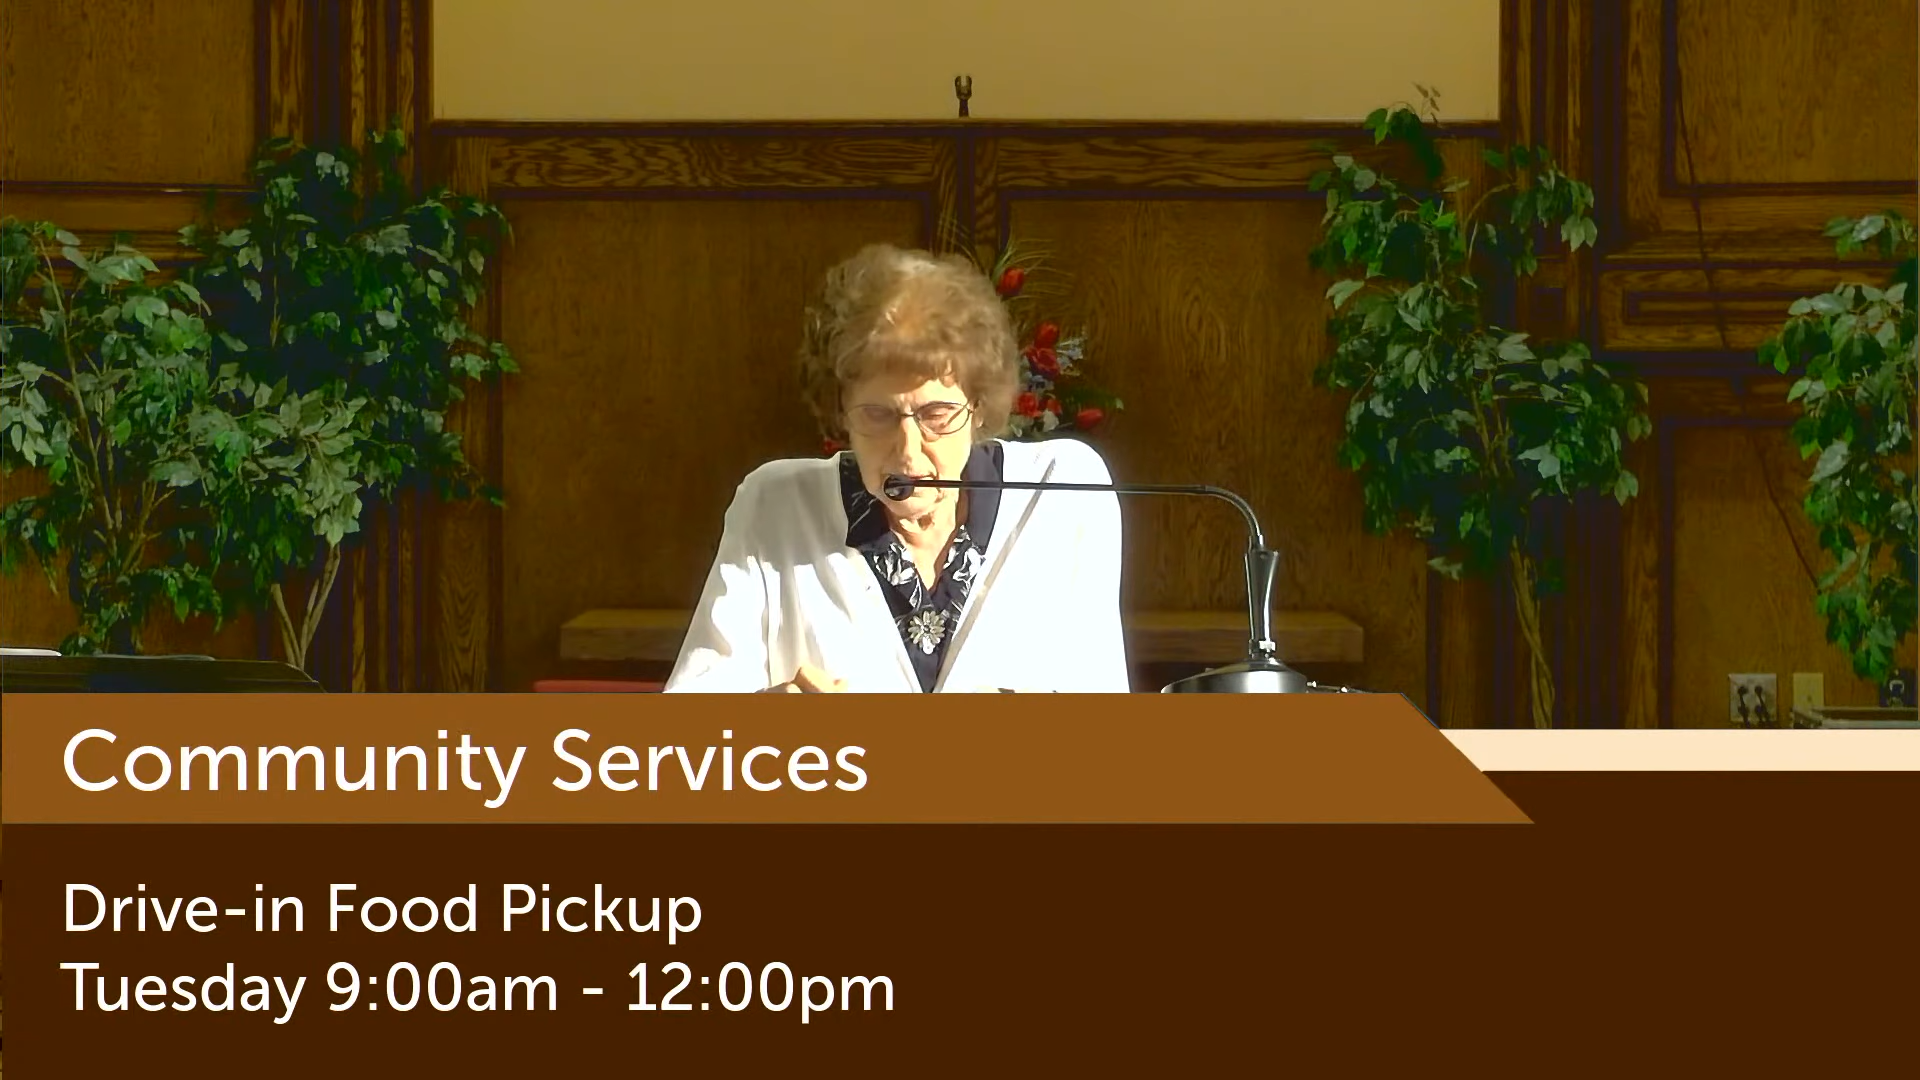 Community Services
Drive-in Food Pickup
Tuesday 9:00am - 12:00pm